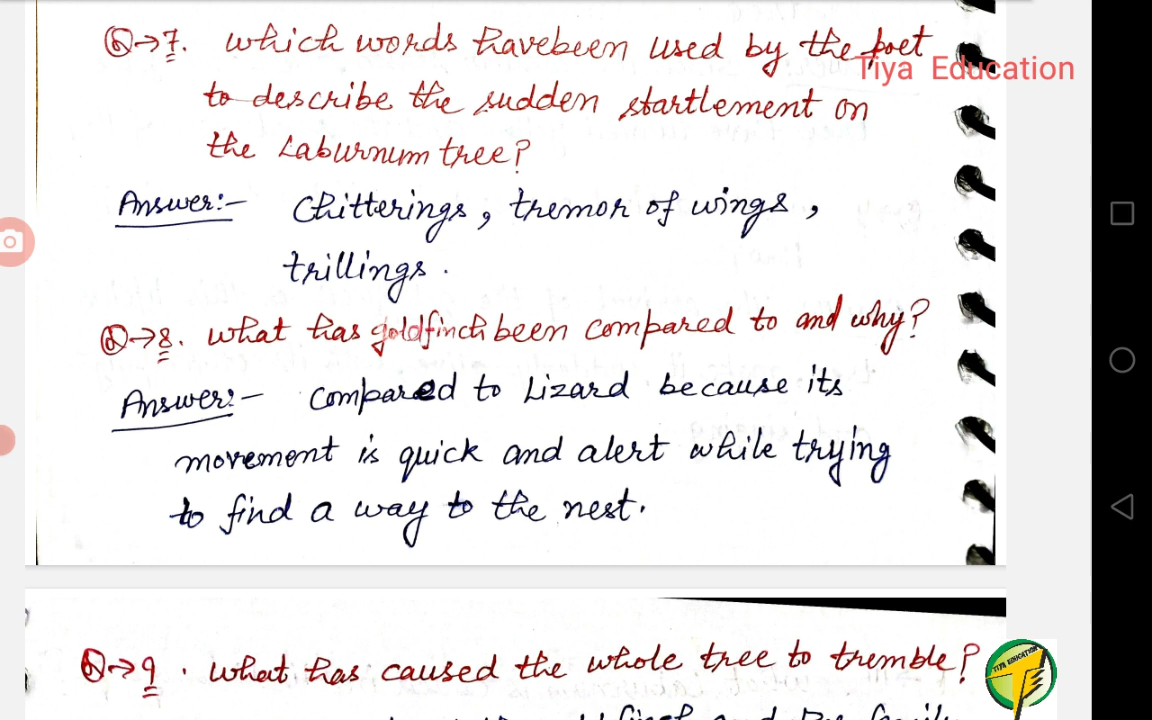 Q→7. Which words havebeen used by the poet
Tiya Education
to describe the sudden startlement on
the Laburnum tree?
Answer:- Chitterings, tremor of wings,
trillings.
Q→8. What has goldfinch been compared to and why?
Answer:- Compared to Lizard because its
movement is quick and alert while trying
to find a way to the nest.
Q→9. What has caused the whole tree to tremble?
TIYA EDUCATION